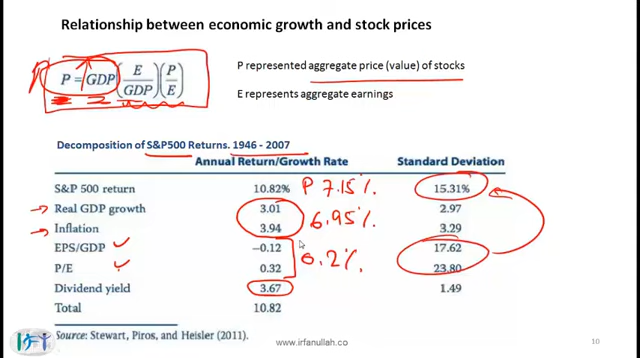 Relationship between economic growth and stock prices
P = GDP (E/GDP) (P/E)
P represented aggregate price (value) of stocks
E represents aggregate earnings
Decomposition of S&P500 Returns. 1946 - 2007
Annual Return/Growth Rate Standard Deviation
S&P 500 return 10.82% P 7.15% 15.31%
Real GDP growth 3.01 2.97
6.95%
Inflation 3.94 3.29
EPS/GDP −0.12 17.62
0.2%
P/E 0.32 23.80
Dividend yield 3.67 1.49
Total 10.82
Source: Stewart, Piros, and Heisler (2011).
www.irfanullah.co
10